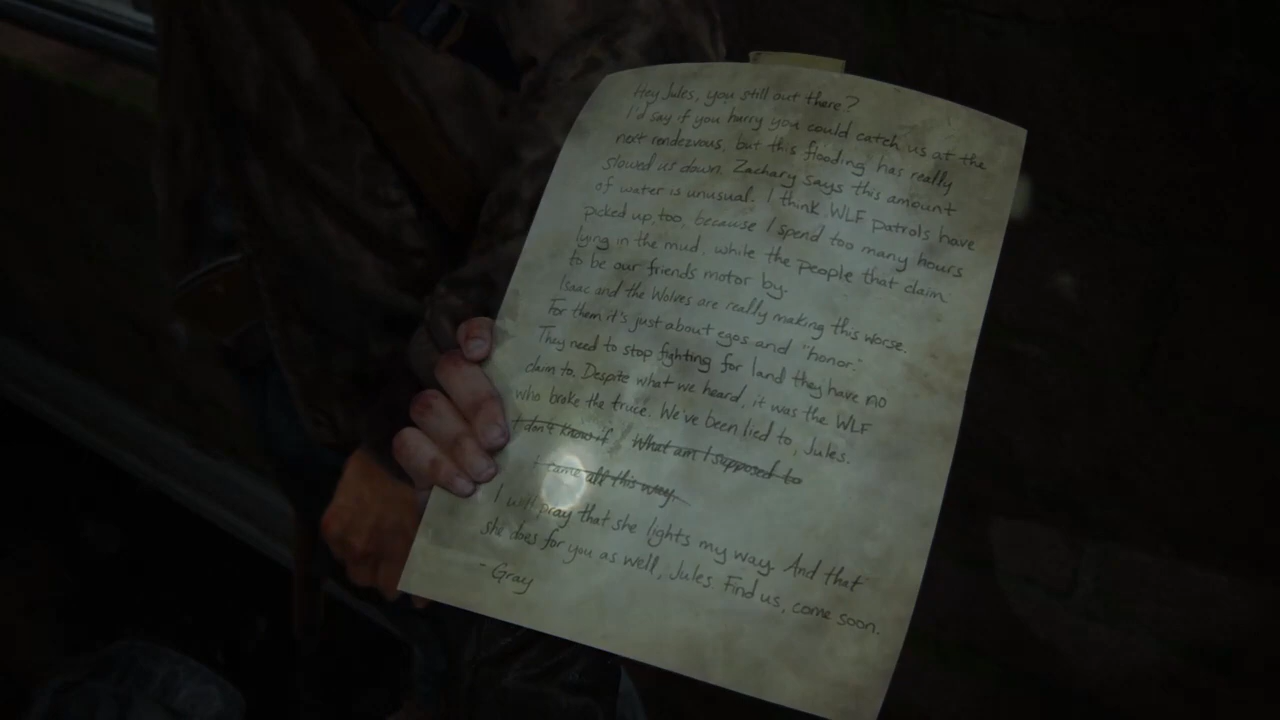 Hey Jules, you still out there?
I'd say if you hurry you could catch us at the
next rendezvous, but this flooding has really
slowed us down. Zachary says this amount
of water is unusual. I think WLF patrols have
picked up, too, because I spend too many hours
lying in the mud, while the people that claim
to be our friends motor by.
Isaac and the Wolves are really making this worse.
For them it's just about egos and "honor."
They need to stop fighting for land they have no
claim to. Despite what we heard, it was the WLF
who broke the truce. We've been lied to, Jules.
I don't know if What am I supposed to
I came all this way,
I will pray that she lights my way. And that
she does for you as well, Jules. Find us, come soon.
- Gray